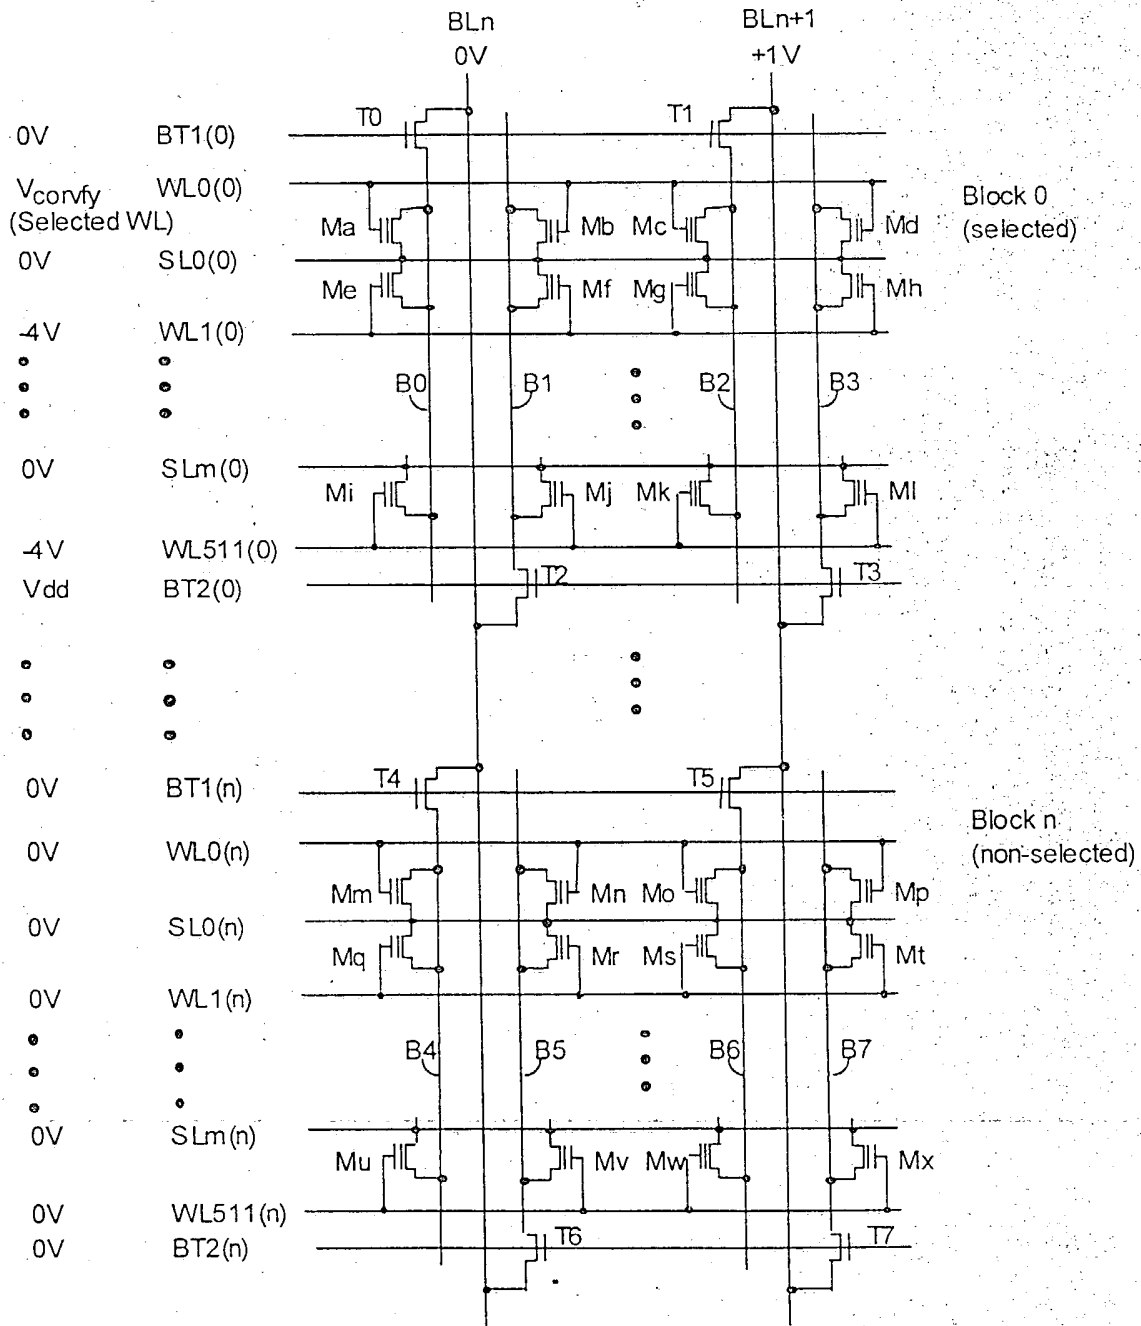 BLn BLn+1
0V +1V
0V BT1(0) T0 T1
Vcorvfy WL0(0) Block 0
(Selected WL) Ma Mb Mc Md (selected)
0V SL0(0)
Me Mf Mg Mh
-4V WL1(0)
B0 B1 B2 B3
0V SLm(0)
Mi Mj Mk Ml
-4V WL511(0)
Vdd BT2(0) T2 T3
0V BT1(n) T4 T5
0V WL0(n) Block n
(non-selected)
Mm Mn Mo Mp
0V SL0(n)
Mq Mr Ms Mt
0V WL1(n)
B4 B5 B6 B7
0V SLm(n)
Mu Mv Mw Mx
0V WL511(n)
0V BT2(n) T6 T7